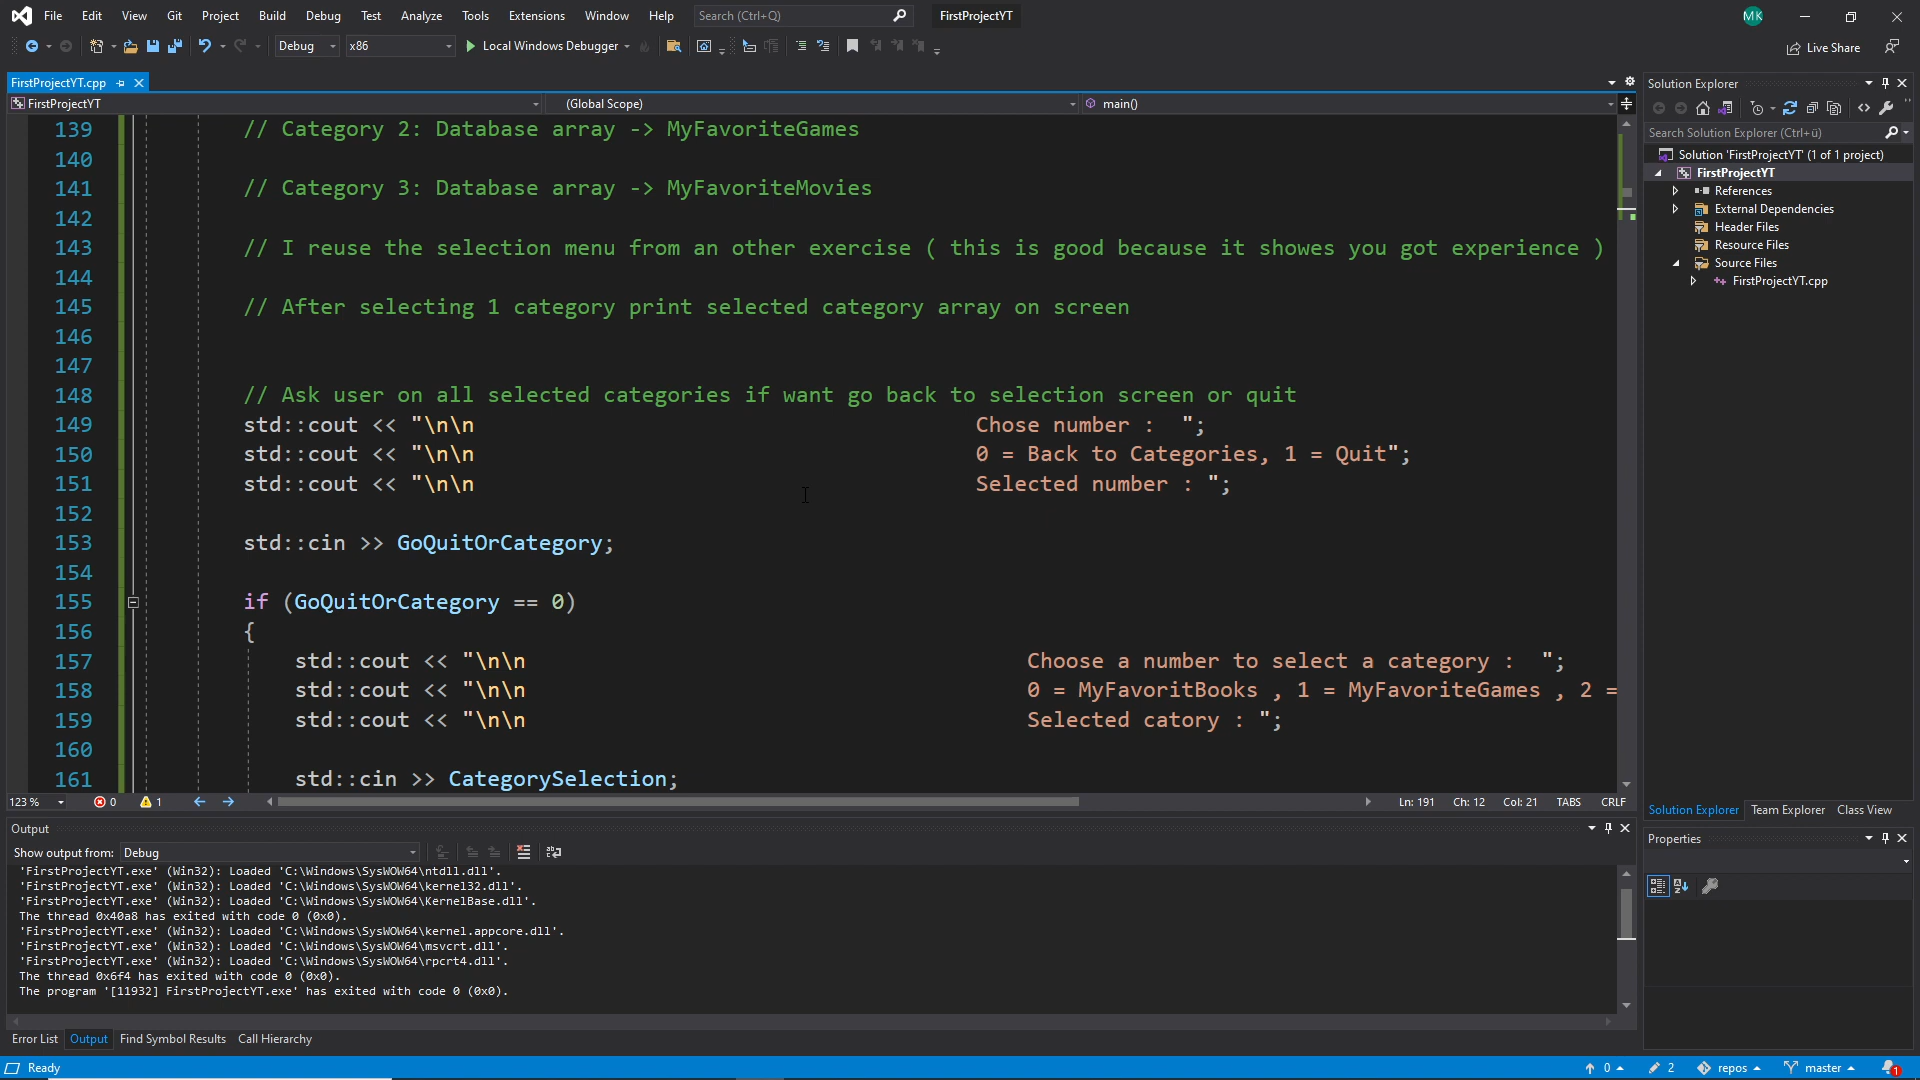 File Edit View Git Project Build Debug Test Analyze Tools Extensions Window Help Search (Ctrl+Q) FirstProjectYT MK
Debug x86 Local Windows Debugger Live Share
FirstProjectYT.cpp
FirstProjectYT (Global Scope) main()
139 // Category 2: Database array -> MyFavoriteGames
140
141 // Category 3: Database array -> MyFavoriteMovies
142
143 // I reuse the selection menu from an other exercise ( this is good because it showes you got experience )
144
145 // After selecting 1 category print selected category array on screen
146
147
148 // Ask user on all selected categories if want go back to selection screen or quit
149 std::cout << "\n\n Chose number :  ";
150 std::cout << "\n\n 0 = Back to Categories, 1 = Quit";
151 std::cout << "\n\n Selected number : ";
152
153 std::cin >> GoQuitOrCategory;
154
155 if (GoQuitOrCategory == 0)
156 {
157 std::cout << "\n\n Choose a number to select a category :  ";
158 std::cout << "\n\n 0 = MyFavoritBooks , 1 = MyFavoriteGames , 2 =
159 std::cout << "\n\n Selected catory : ";
160
161 std::cin >> CategorySelection;
123 % 0 1 Ln: 191 Ch: 12 Col: 21 TABS CRLF
Output
Show output from: Debug
'FirstProjectYT.exe' (Win32): Loaded 'C:\Windows\SysWOW64\ntdll.dll'.
'FirstProjectYT.exe' (Win32): Loaded 'C:\Windows\SysWOW64\kernel32.dll'.
'FirstProjectYT.exe' (Win32): Loaded 'C:\Windows\SysWOW64\KernelBase.dll'.
The thread 0x40a8 has exited with code 0 (0x0).
'FirstProjectYT.exe' (Win32): Loaded 'C:\Windows\SysWOW64\kernel.appcore.dll'.
'FirstProjectYT.exe' (Win32): Loaded 'C:\Windows\SysWOW64\msvcrt.dll'.
'FirstProjectYT.exe' (Win32): Loaded 'C:\Windows\SysWOW64\rpcrt4.dll'.
The thread 0x6f4 has exited with code 0 (0x0).
The program '[11932] FirstProjectYT.exe' has exited with code 0 (0x0).
Error List Output Find Symbol Results Call Hierarchy
Solution Explorer
Search Solution Explorer (Ctrl+ü)
Solution 'FirstProjectYT' (1 of 1 project)
FirstProjectYT
References
External Dependencies
Header Files
Resource Files
Source Files
FirstProjectYT.cpp
Solution Explorer Team Explorer Class View
Properties
Ready 0 2 repos master 1